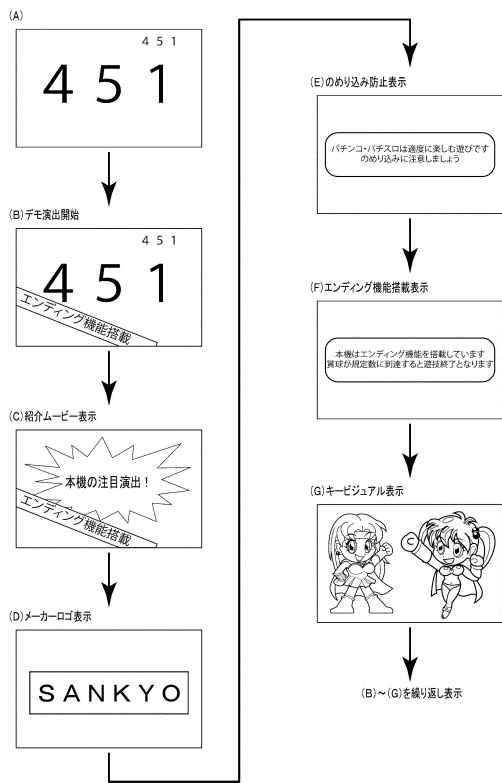 (A)
4 5 1
4 5 1
(B)デモ演出開始
4 5 1
4 5 1
エンディング機能搭載
(C)紹介ムービー表示
本機の注目演出！
エンディング機能搭載
(D)メーカーロゴ表示
SANKYO
(E)のめり込み防止表示
パチンコ・パチスロは適度に楽しむ遊びです
のめり込みに注意しましょう
(F)エンディング機能搭載表示
本機はエンディング機能を搭載しています
賞球が規定数に到達すると遊技終了となります
(G)キービジュアル表示
(B)～(G)を繰り返し表示